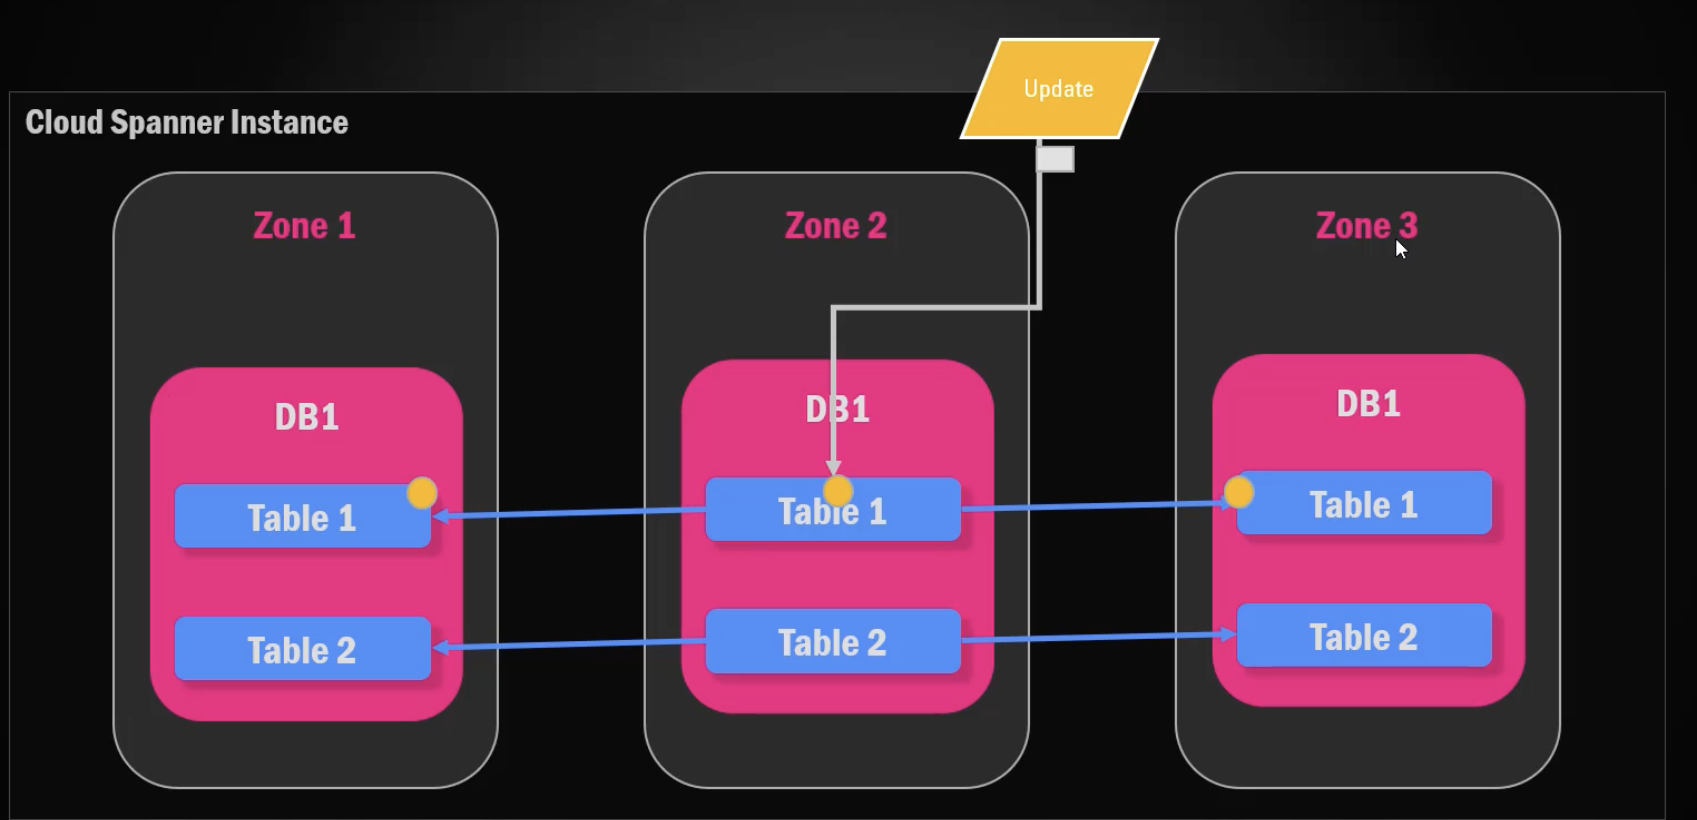 Update
Cloud Spanner Instance
Zone 1
Zone 2
Zone 3
DB1
DB1
DB1
Table 1
Table 1
Table 1
Table 2
Table 2
Table 2